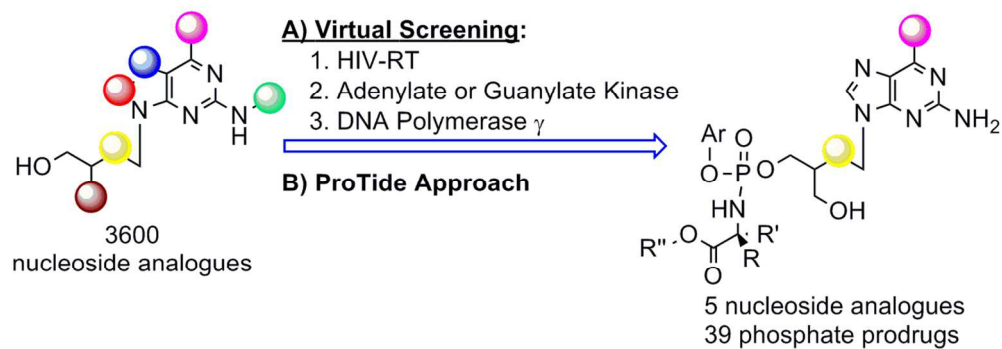 A) Virtual Screening:
1. HIV-RT
2. Adenylate or Guanylate Kinase
3. DNA Polymerase γ
B) ProTide Approach
N
N
N
N
N
H
HO
3600
nucleoside analogues
N
N
N
N
NH2
Ar
O
O
P
O
HN
OH
R''
O
R'
R
O
5 nucleoside analogues
39 phosphate prodrugs